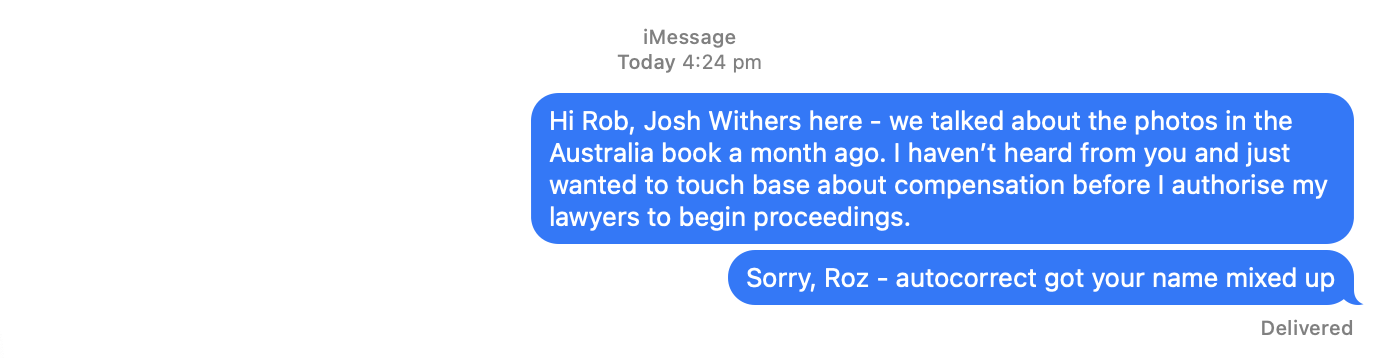 iMessage
Today 4:24 pm
Hi Rob, Josh Withers here - we talked about the photos in the
Australia book a month ago. I haven’t heard from you and just
wanted to touch base about compensation before I authorise my
lawyers to begin proceedings.
Sorry, Roz - autocorrect got your name mixed up
Delivered